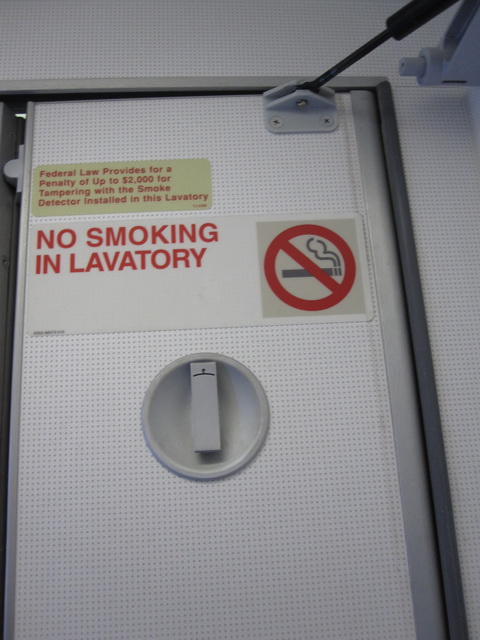 Federal Law Provides for a
Penalty of Up to $2,000 for
Tampering with the Smoke
Detector Installed in this Lavatory
NO SMOKING
IN LAVATORY